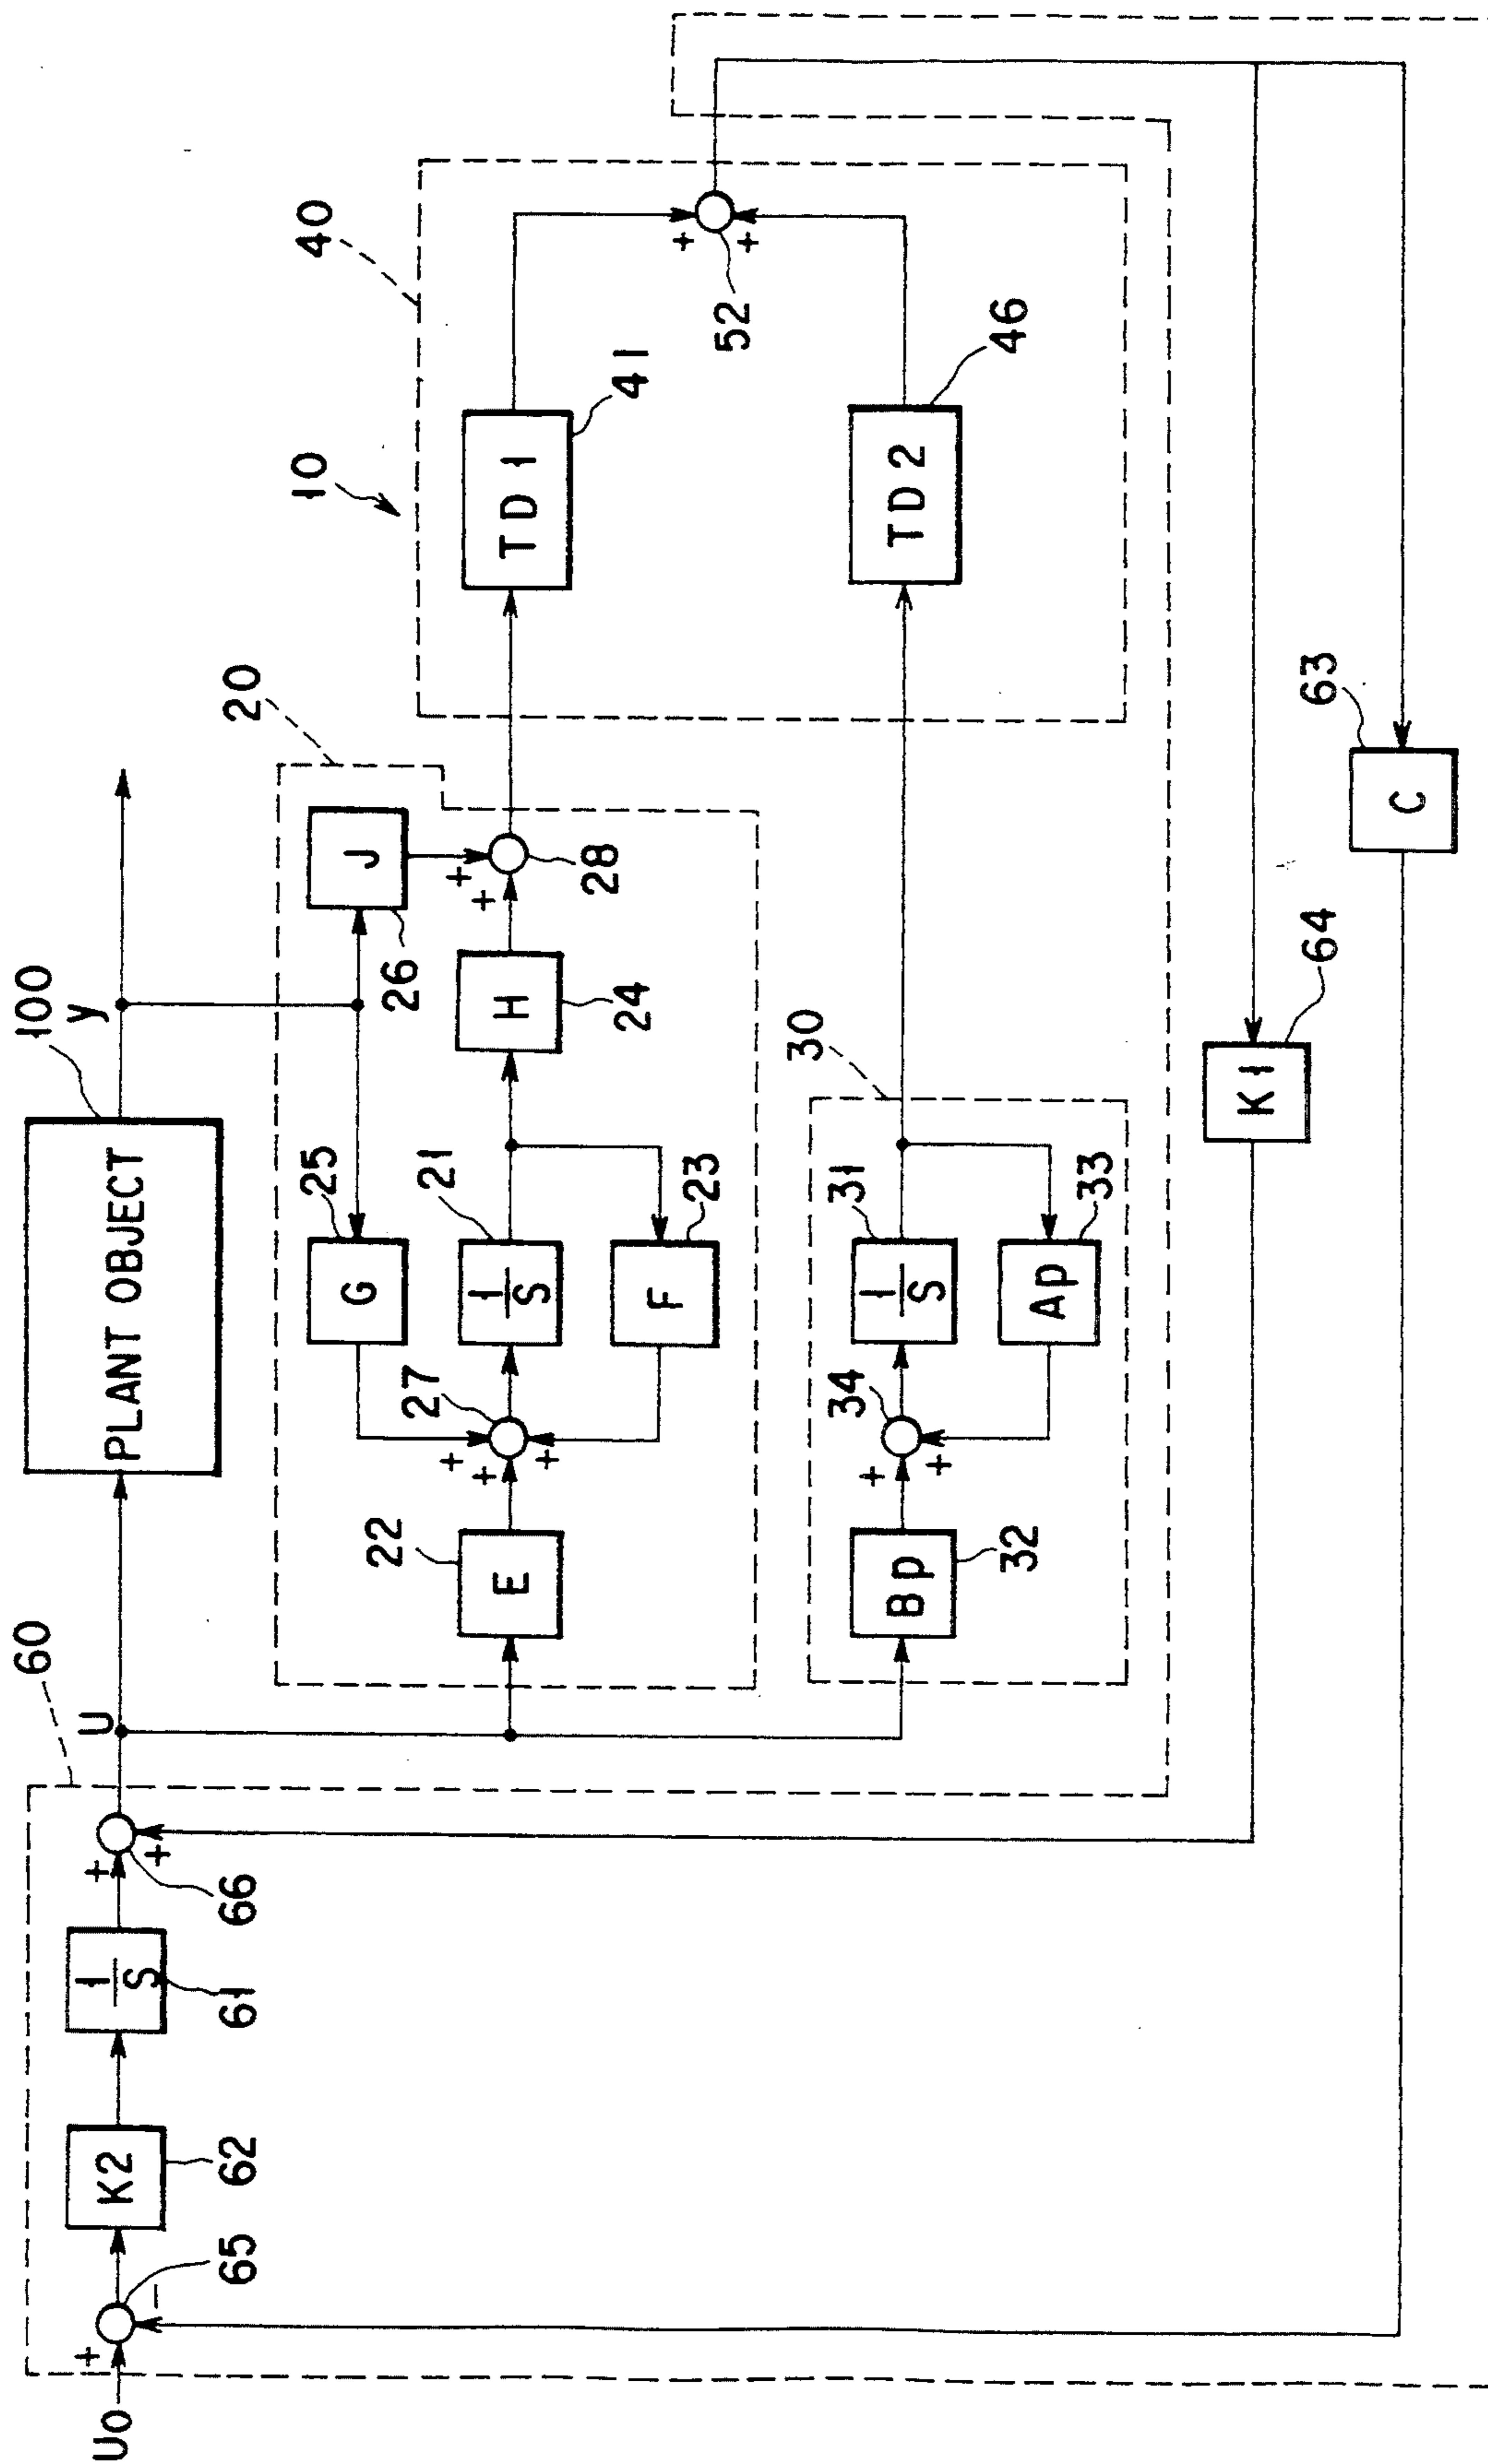 Uo
+
−
65
K2
62
1/S
61
+
+
66
60
U
PLANT OBJECT
100
y
20
E
22
+
+
+
27
G
25
1/S
21
F
23
H
24
J
26
+
+
28
30
Bp
32
+
+
34
1/S
31
Ap
33
10
40
TD1
41
TD2
46
+
+
52
K1
64
C
63